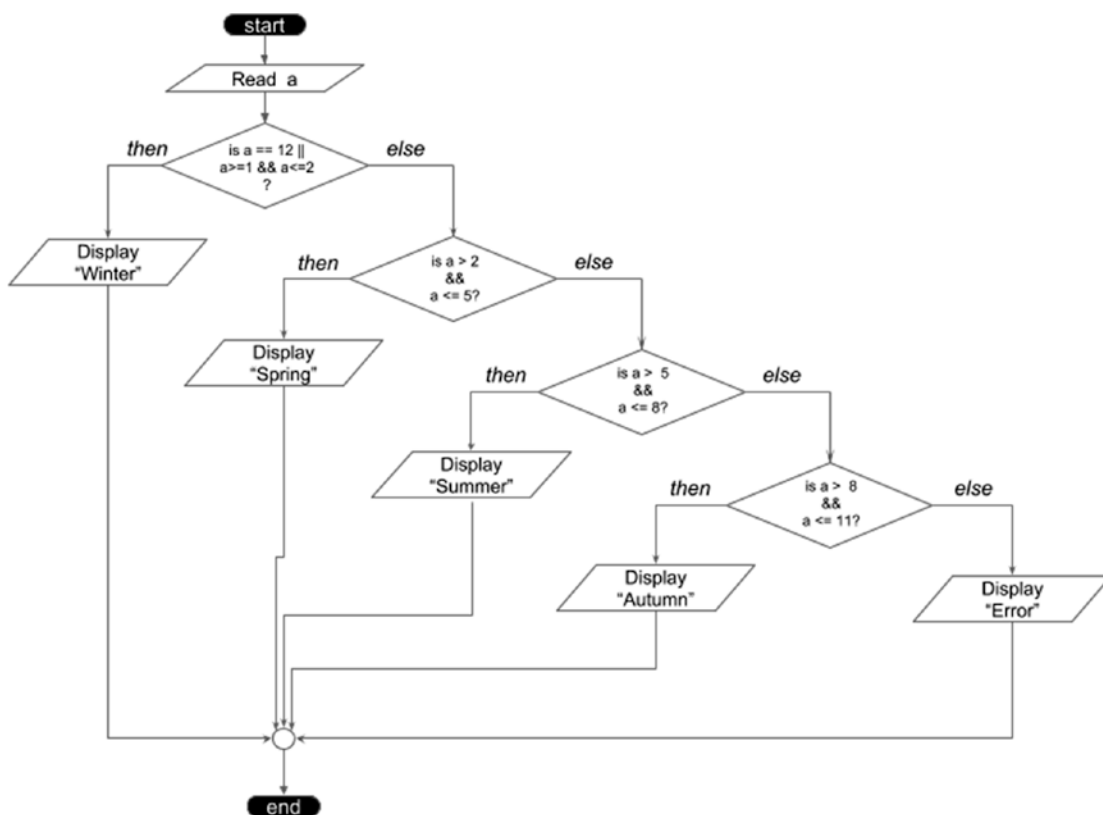 start
Read a
then
is a == 12 ||
a>=1 && a<=2
?
else
Display
“Winter”
then
is a > 2
&&
a <= 5?
else
Display
“Spring”
then
is a > 5
&&
a <= 8?
else
Display
“Summer”
then
is a > 8
&&
a <= 11?
else
Display
“Autumn”
Display
“Error”
end